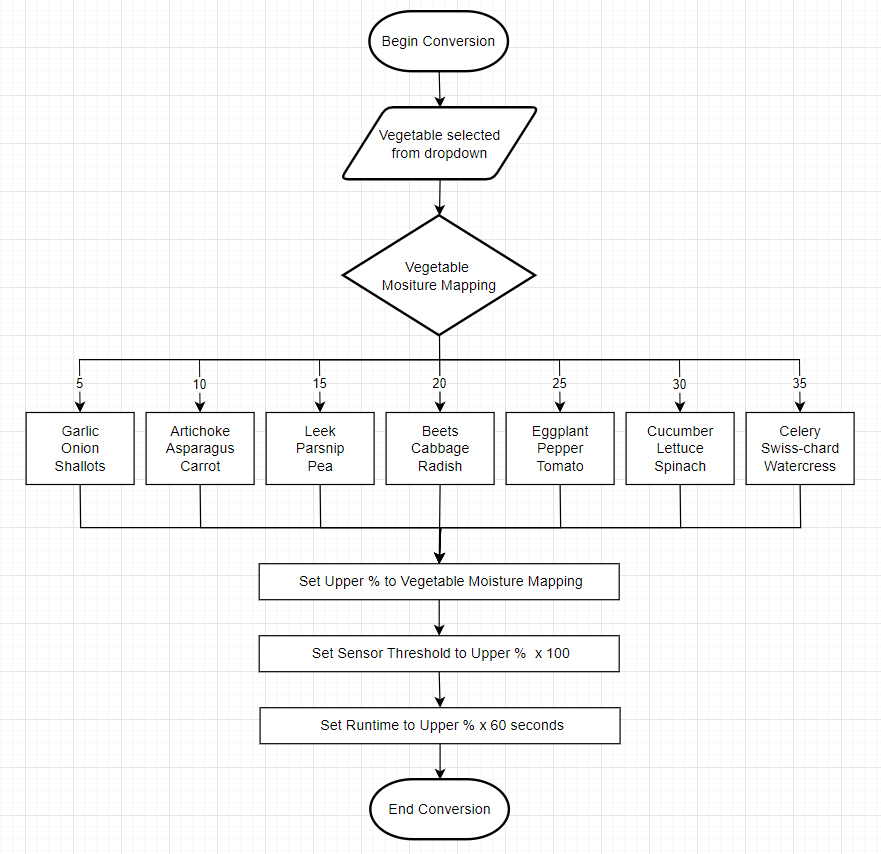 Begin Conversion
Vegetable selected
from dropdown
Vegetable
Mositure Mapping
5
10
15
20
25
30
35
Garlic
Onion
Shallots
Artichoke
Asparagus
Carrot
Leek
Parsnip
Pea
Beets
Cabbage
Radish
Eggplant
Pepper
Tomato
Cucumber
Lettuce
Spinach
Celery
Swiss-chard
Watercress
Set Upper % to Vegetable Moisture Mapping
Set Sensor Threshold to Upper %  x 100
Set Runtime to Upper % x 60 seconds
End Conversion